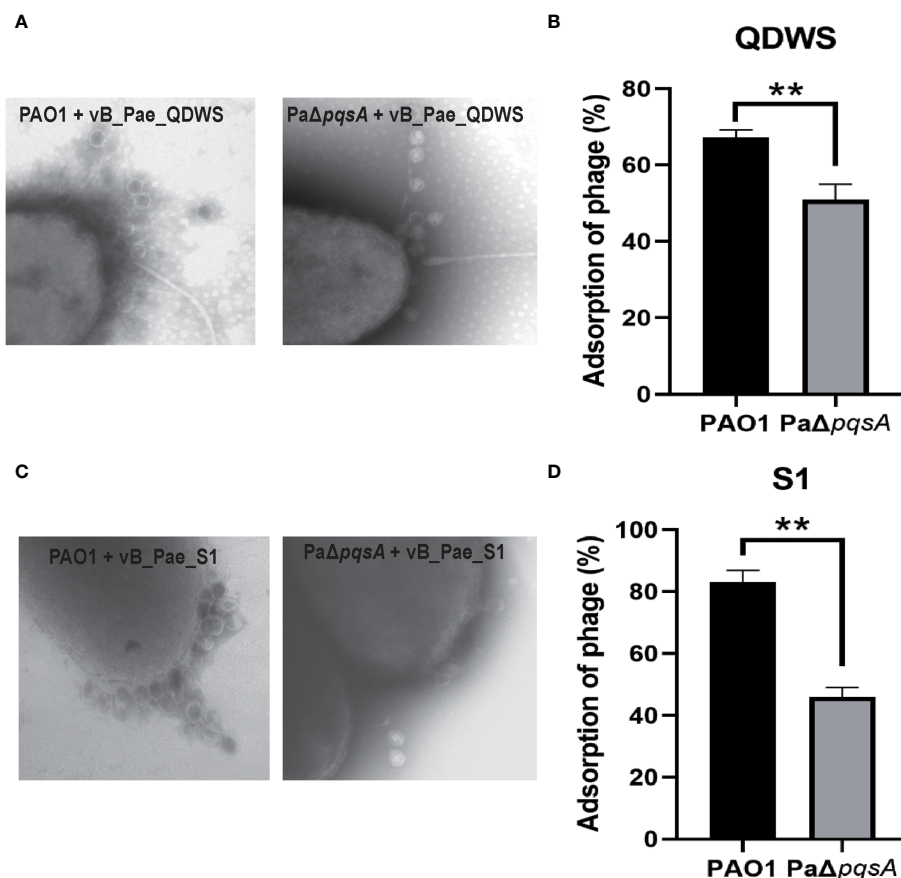 A
PAO1 + vB_Pae_QDWS
PaΔpqsA + vB_Pae_QDWS
B
QDWS
Adsorption of phage (%)
80
60
40
20
0
**
PAO1 PaΔpqsA
C
PAO1 + vB_Pae_S1
PaΔpqsA + vB_Pae_S1
D
S1
Adsorption of phage (%)
100
80
60
40
20
0
**
PAO1 PaΔpqsA